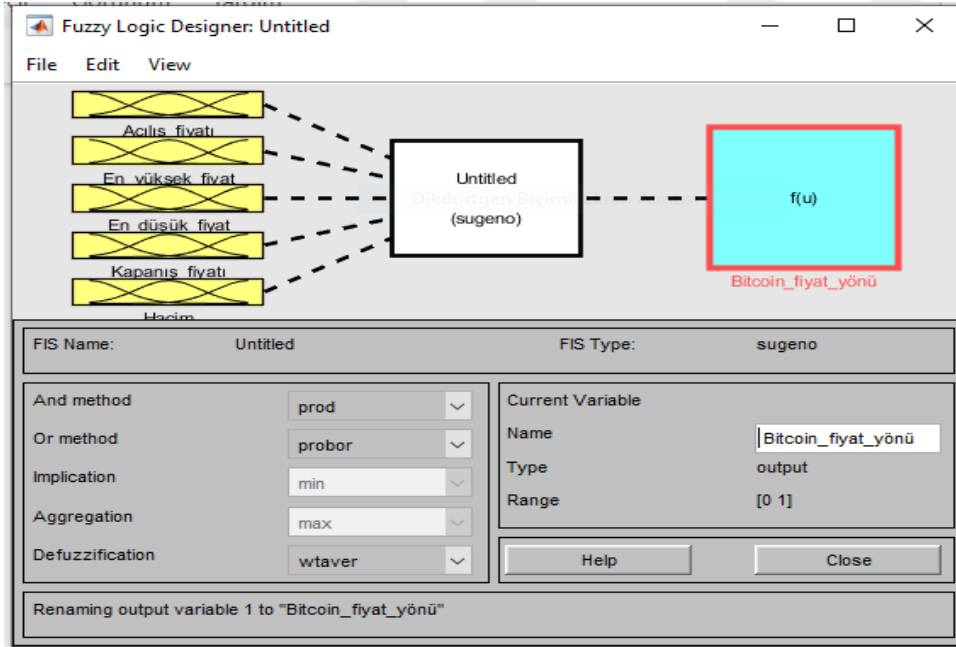 Fuzzy Logic Designer: Untitled
File Edit View
Açılış_fiyatı
En_yüksek_fiyat
En_düşük_fiyat
Kapanış_fiyatı
Hacim
Untitled
(sugeno)
f(u)
Bitcoin_fiyat_yönü
FIS Name: Untitled FIS Type: sugeno
And method prod
Or method probor
Implication min
Aggregation max
Defuzzification wtaver
Current Variable
Name Bitcoin_fiyat_yönü
Type output
Range [0 1]
Help Close
Renaming output variable 1 to "Bitcoin_fiyat_yönü"